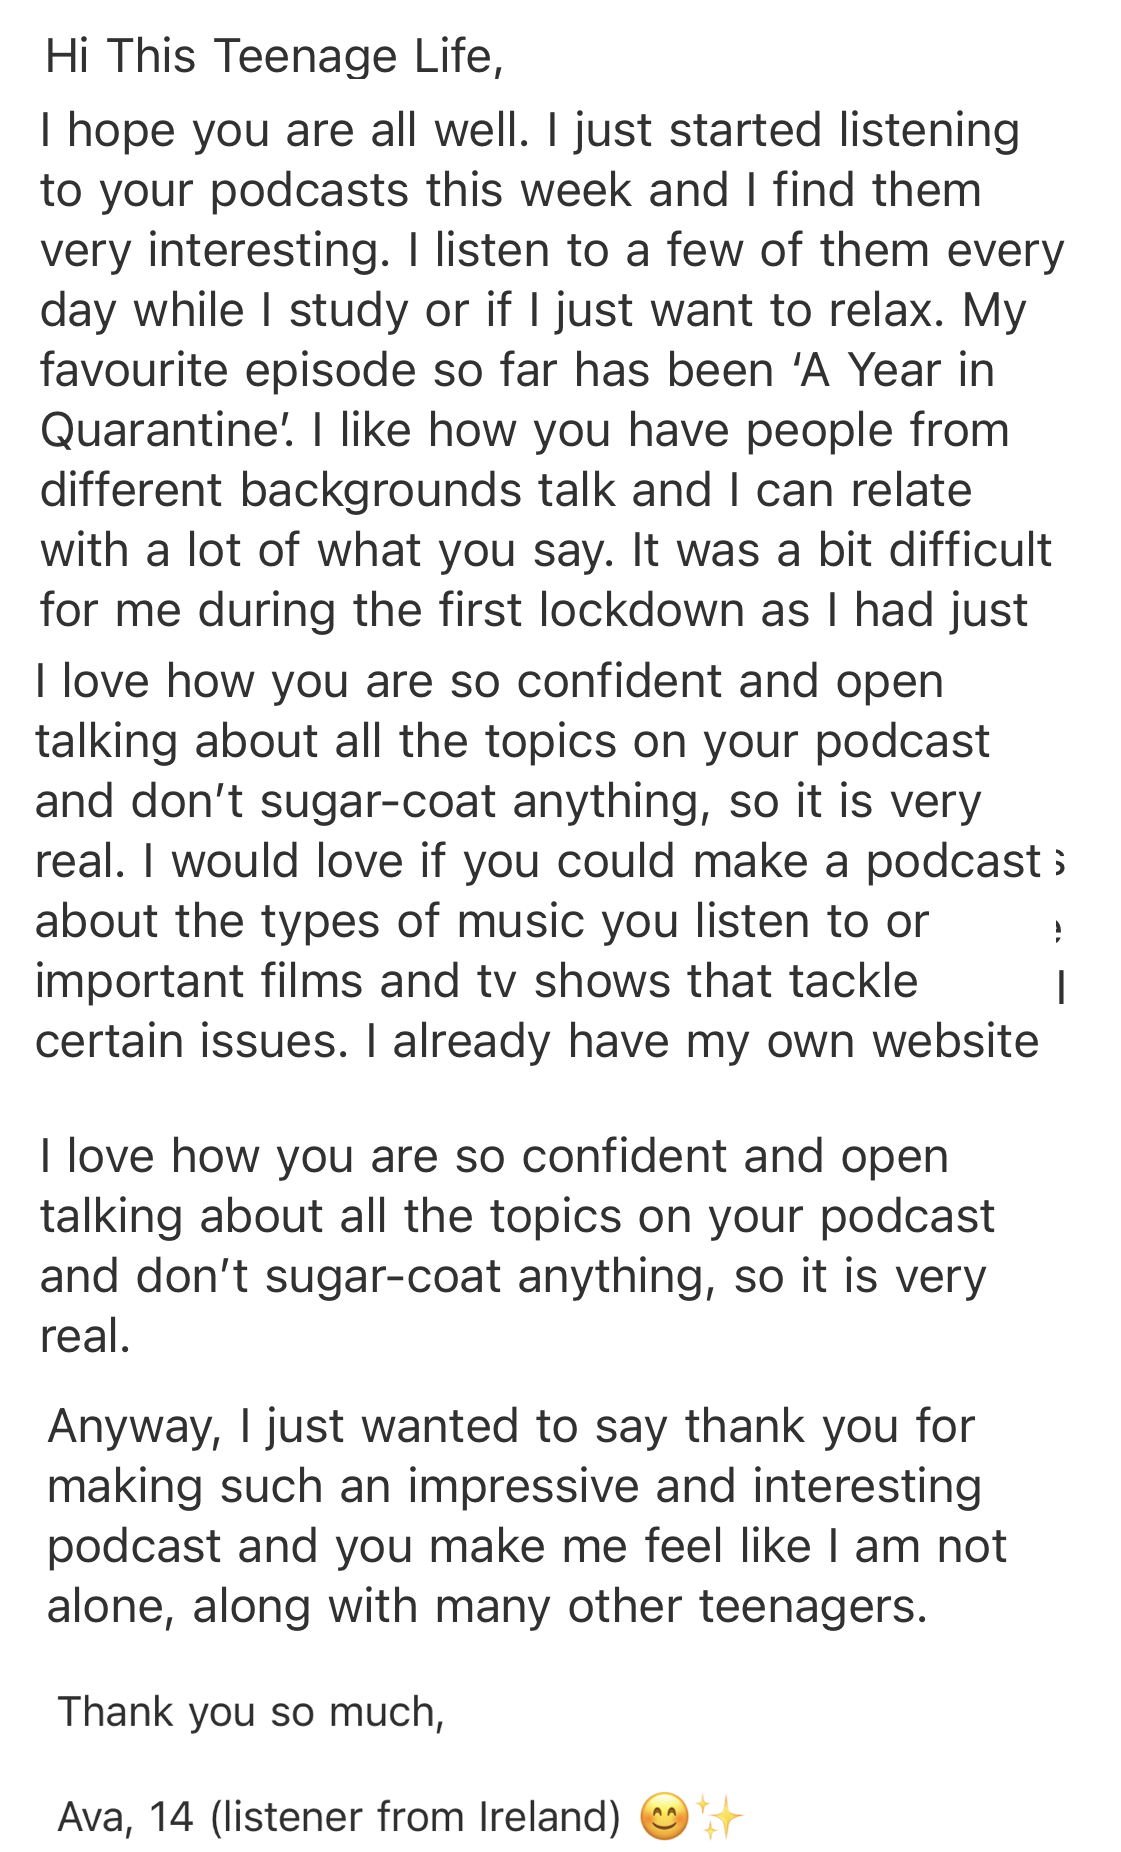 Hi This Teenage Life,
I hope you are all well. I just started listening
to your podcasts this week and I find them
very interesting. I listen to a few of them every
day while I study or if I just want to relax. My
favourite episode so far has been ‘A Year in
Quarantine’. I like how you have people from
different backgrounds talk and I can relate
with a lot of what you say. It was a bit difficult
for me during the first lockdown as I had just
I love how you are so confident and open
talking about all the topics on your podcast
and don’t sugar-coat anything, so it is very
real. I would love if you could make a podcast
about the types of music you listen to or
important films and tv shows that tackle
certain issues. I already have my own website
I love how you are so confident and open
talking about all the topics on your podcast
and don’t sugar-coat anything, so it is very
real.
Anyway, I just wanted to say thank you for
making such an impressive and interesting
podcast and you make me feel like I am not
alone, along with many other teenagers.
Thank you so much,
Ava, 14 (listener from Ireland) 😊✨